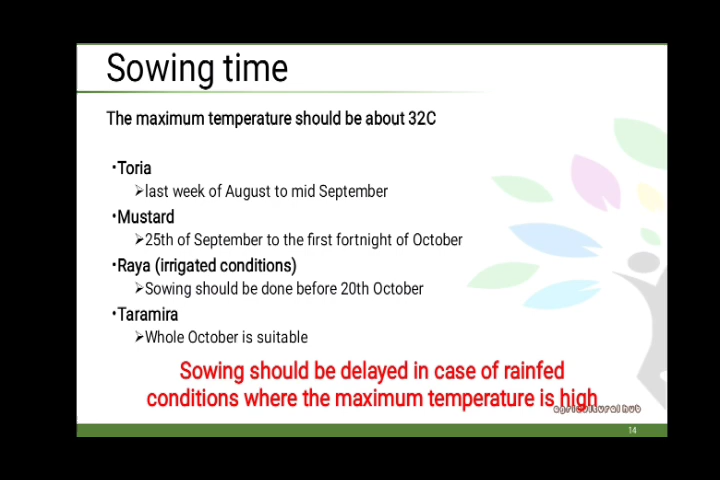 Sowing time
The maximum temperature should be about 32C
•Toria
➢last week of August to mid September
•Mustard
➢25th of September to the first fortnight of October
•Raya (irrigated conditions)
➢Sowing should be done before 20th October
•Taramira
➢Whole October is suitable
Sowing should be delayed in case of rainfed
conditions where the maximum temperature is high
agricultural hub
14